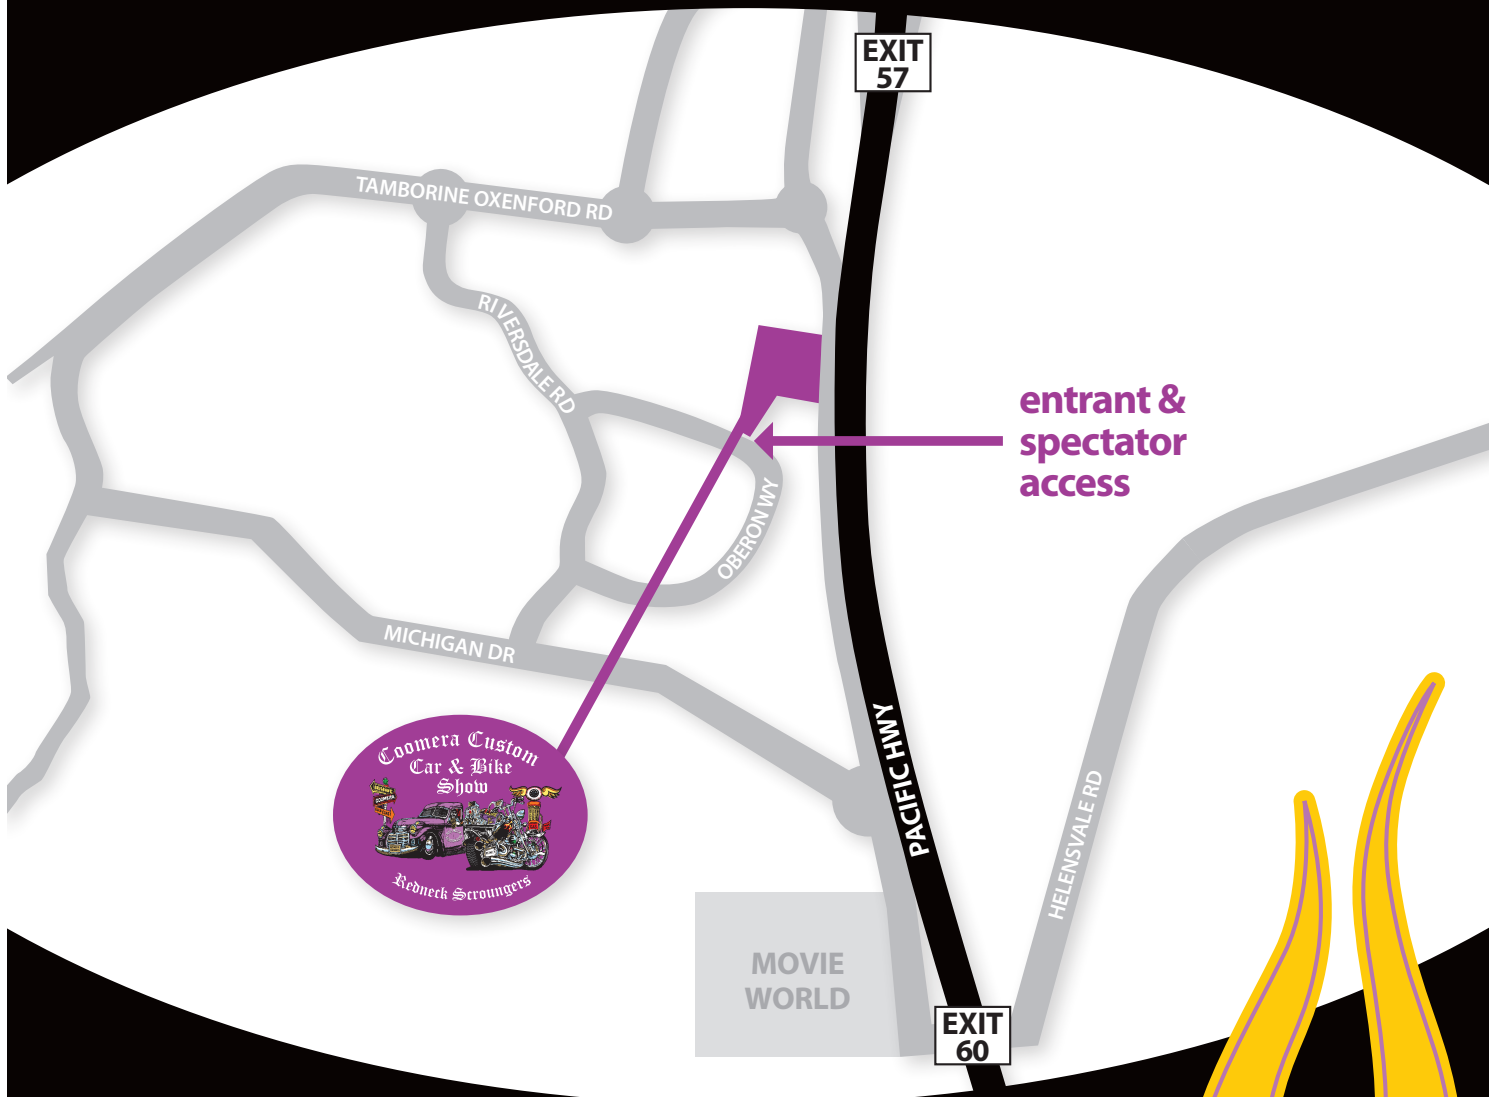 EXIT
57
TAMBORINE OXENFORD RD
RIVERSDALE RD
entrant &
spectator
access
OBERON WY
MICHIGAN DR
PACIFIC HWY
Coomera Custom
Car & Bike
Show
COOMERA
Redneck Scroungers
HELENSVALE RD
MOVIE
WORLD
EXIT
60